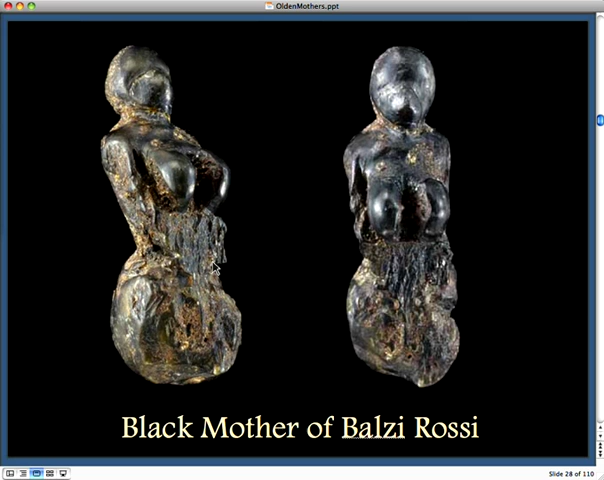 OldenMothers.ppt
Black Mother of Balzi Rossi
Slide 28 of 110